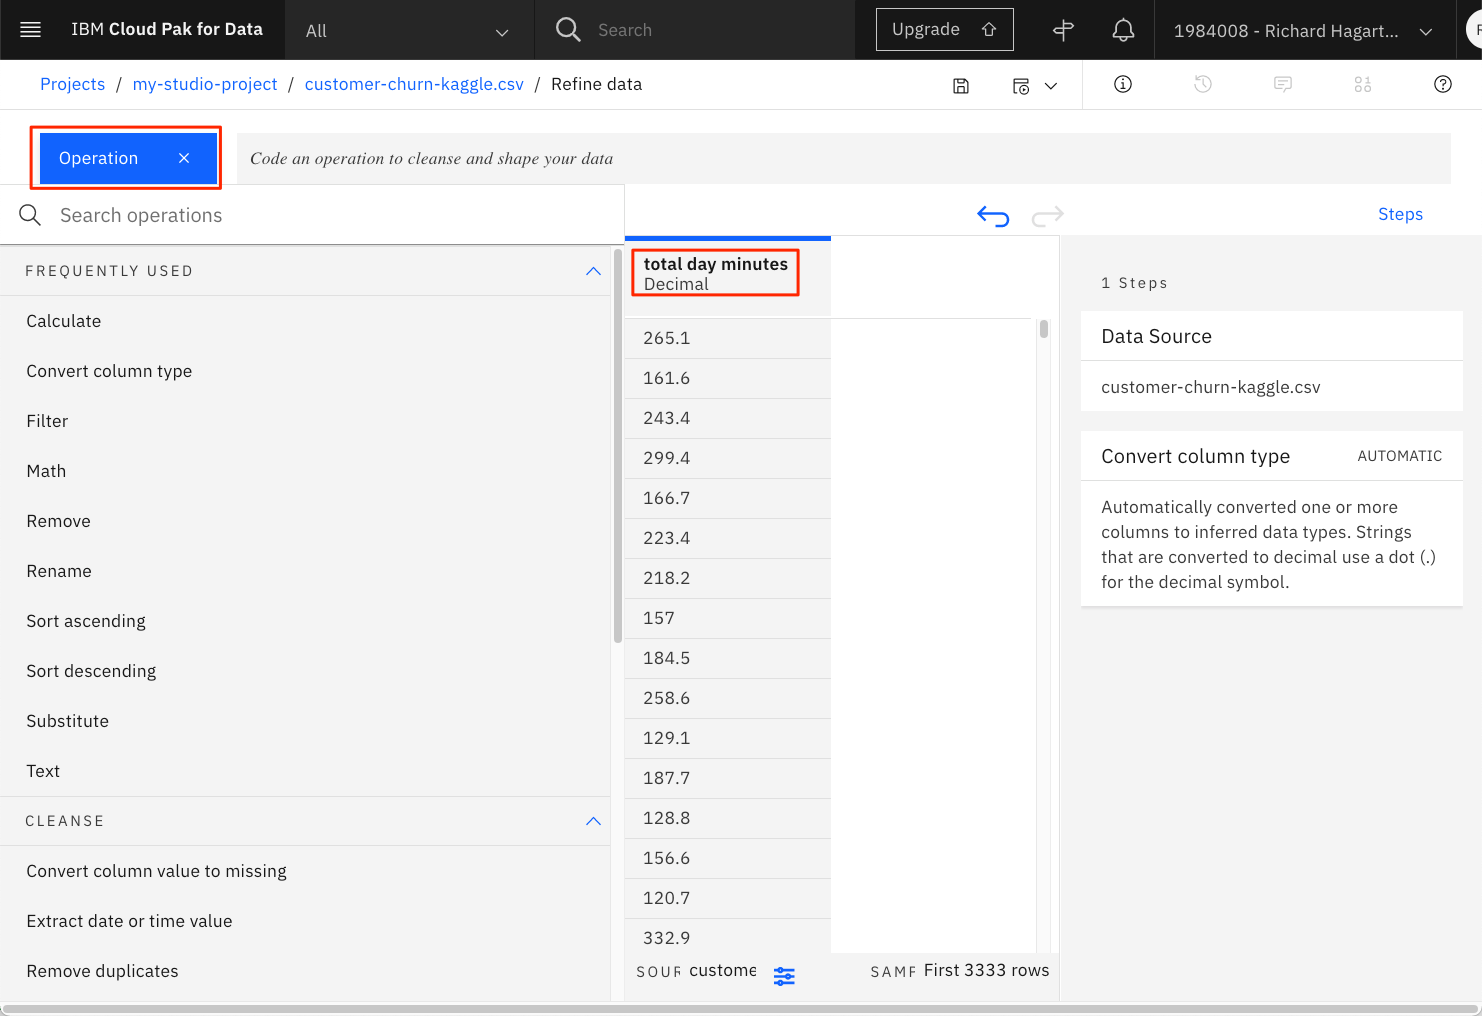 IBM Cloud Pak for Data
All
Search
Upgrade
1984008 - Richard Hagart...
Projects / my-studio-project / customer-churn-kaggle.csv / Refine data
Operation
Code an operation to cleanse and shape your data
Search operations
Steps
FREQUENTLY USED
Calculate
Convert column type
Filter
Math
Remove
Rename
Sort ascending
Sort descending
Substitute
Text
CLEANSE
Convert column value to missing
Extract date or time value
Remove duplicates
total day minutes
Decimal
265.1
161.6
243.4
299.4
166.7
223.4
218.2
157
184.5
258.6
129.1
187.7
128.8
156.6
120.7
332.9
SOUR custome
SAMP First 3333 rows
1 Steps
Data Source
customer-churn-kaggle.csv
Convert column type AUTOMATIC
Automatically converted one or more
columns to inferred data types. Strings
that are converted to decimal use a dot (.)
for the decimal symbol.